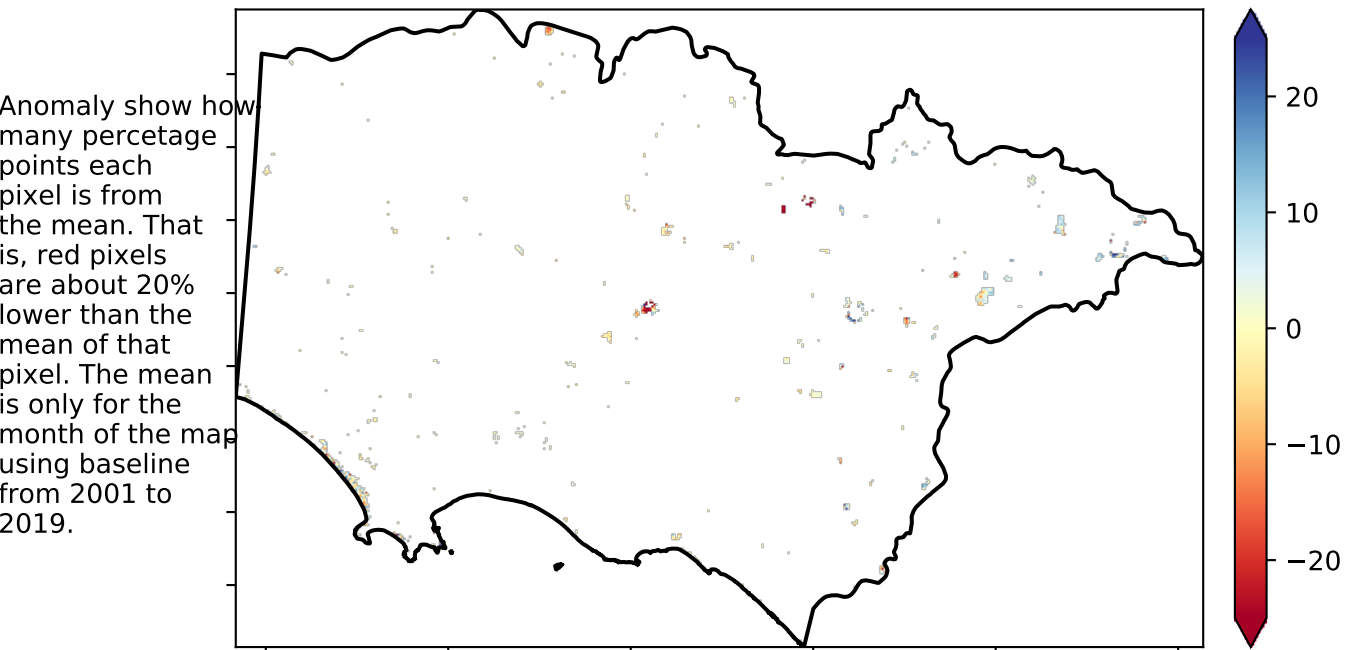 Anomaly show how
many percetage
points each
pixel is from
the mean. That
is, red pixels
are about 20%
lower than the
mean of that
pixel. The mean
is only for the
month of the map
using baseline
from 2001 to
2019.
20
10
0
−10
−20